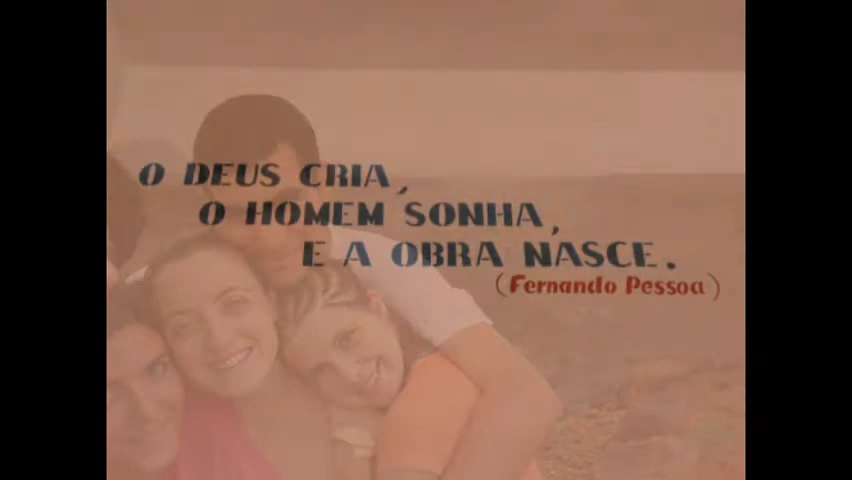 O DEUS CRIA,
O HOMEM SONHA,
E A OBRA NASCE.
(Fernando Pessoa)